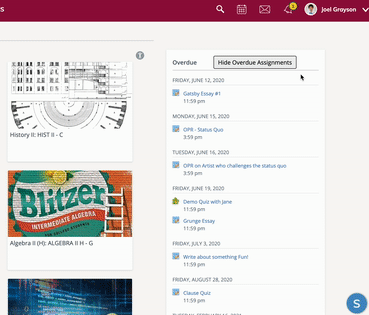 s
2
Joel Grayson
Overdue
Hide Overdue Assignments
FRIDAY, JUNE 12, 2020
Gatsby Essay #1
11:59 pm
MONDAY, JUNE 15, 2020
OPR - Status Quo
3:59 pm
TUESDAY, JUNE 16, 2020
OPR on Artist who challenges the status quo
3:59 pm
FRIDAY, JUNE 19, 2020
Demo Quiz with Jane
11:59 pm
Grunge Essay
11:59 pm
FRIDAY, JULY 3, 2020
Write about something Fun!
11:59 pm
FRIDAY, AUGUST 28, 2020
Clause Quiz
11:59 pm
History II: HIST II - C
Blitzer
INTERMEDIATE ALGEBRA
Algebra II (H): ALGEBRA II H - G
S